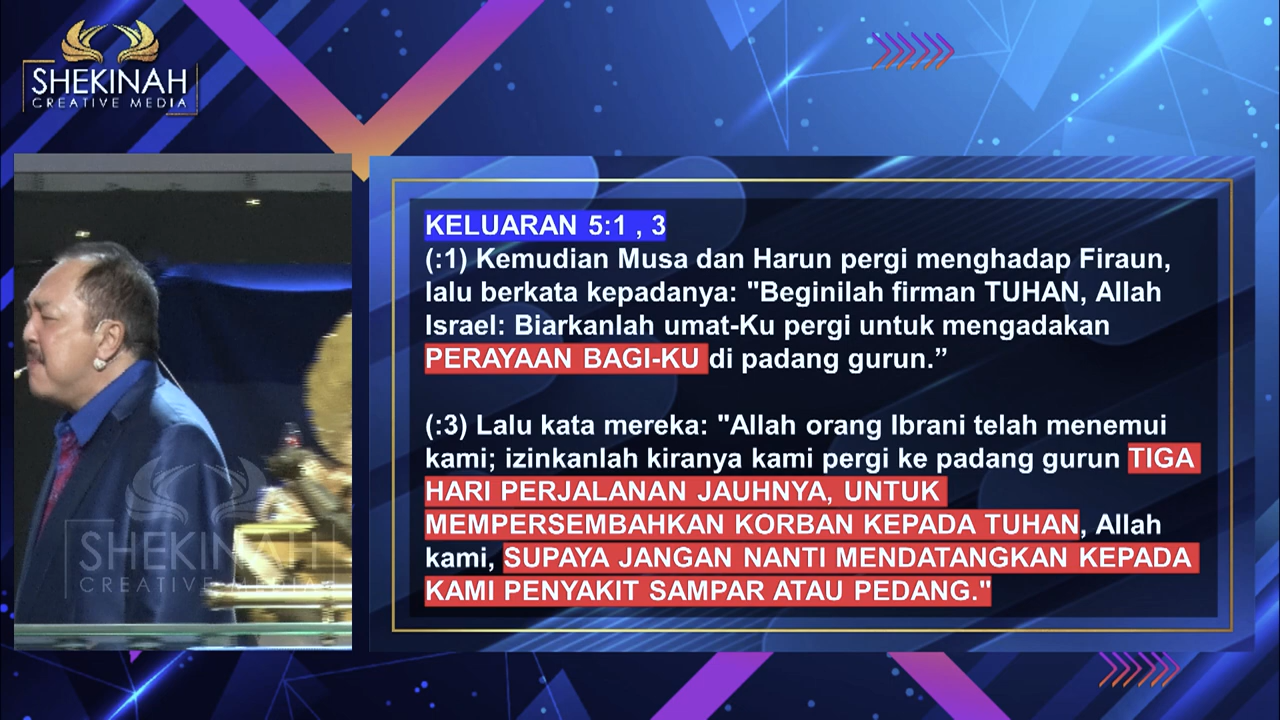 SHEKINAH
CREATIVE MEDIA
KELUARAN 5:1 , 3
(:1) Kemudian Musa dan Harun pergi menghadap Firaun,
lalu berkata kepadanya: "Beginilah firman TUHAN, Allah
Israel: Biarkanlah umat-Ku pergi untuk mengadakan
PERAYAAN BAGI-KU di padang gurun.”
(:3) Lalu kata mereka: "Allah orang Ibrani telah menemui
kami; izinkanlah kiranya kami pergi ke padang gurun TIGA
HARI PERJALANAN JAUHNYA, UNTUK
MEMPERSEMBAHKAN KORBAN KEPADA TUHAN, Allah
kami, SUPAYA JANGAN NANTI MENDATANGKAN KEPADA
KAMI PENYAKIT SAMPAR ATAU PEDANG."
SHEKINAH
CREATIVE MEDIA